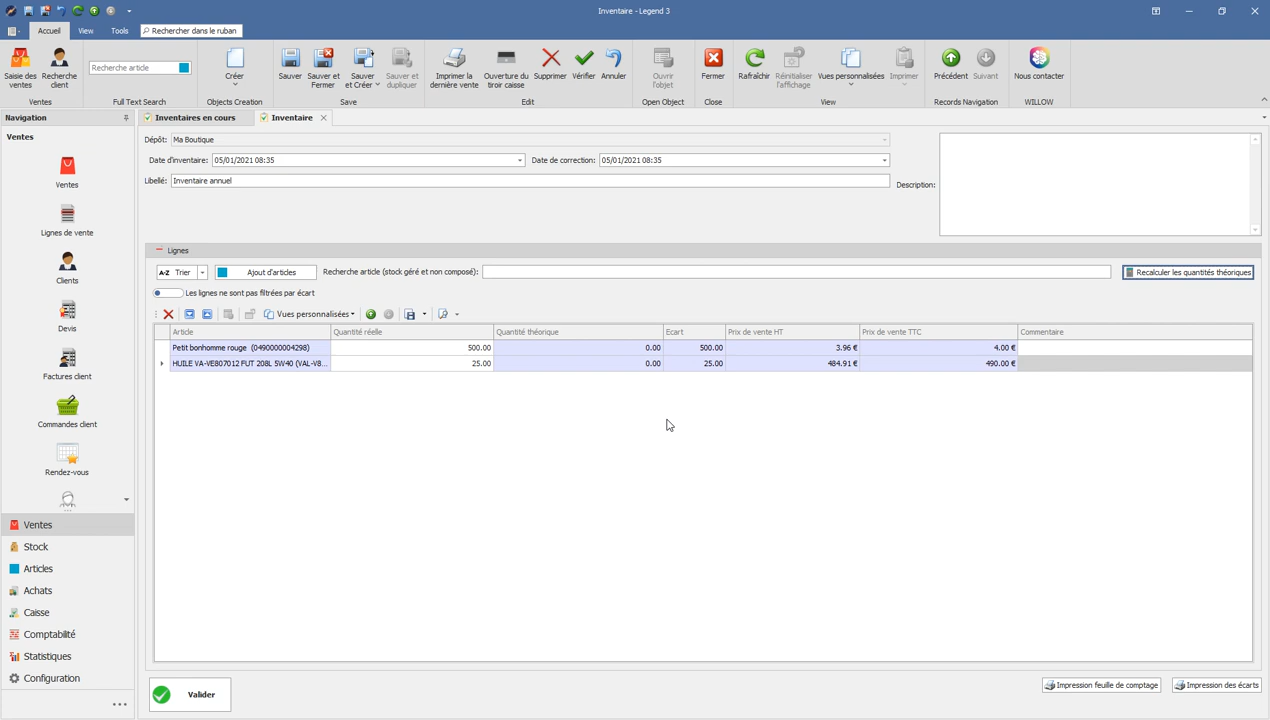 Inventaire - Legend 3
Accueil View Tools Rechercher dans le ruban
Saisie des ventes
Recherche client
Ventes
Recherche article
Full Text Search
Créer
Objects Creation
Sauver
Sauver et Fermer
Sauver et Créer
Sauver et dupliquer
Save
Imprimer la dernière vente
Ouverture du tiroir caisse
Supprimer
Vérifier
Annuler
Edit
Ouvrir l'objet
Open Object
Fermer
Close
Rafraîchir
Réinitialiser l'affichage
Vues personnalisées
Imprimer
View
Précédent
Suivant
Records Navigation
Nous contacter
WILLOW
Navigation
Inventaires en cours
Inventaire
Ventes
Ventes
Lignes de vente
Clients
Devis
Factures client
Commandes client
Rendez-vous
Ventes
Stock
Articles
Achats
Caisse
Comptabilité
Statistiques
Configuration
Dépôt: Ma Boutique
Date d'inventaire: 05/01/2021 08:35 Date de correction: 05/01/2021 08:35
Libellé: Inventaire annuel
Description:
Lignes
A-Z Trier Ajout d'articles Recherche article (stock géré et non composé): Recalculer les quantités théoriques
Les lignes ne sont pas filtrées par écart
Vues personnalisées
Article Quantité réelle Quantité théorique Ecart Prix de vente HT Prix de vente TTC Commentaire
Petit bonhomme rouge (0490000004298) 500.00 0.00 500.00 3.96 € 4.00 €
HUILE VA-VE807012 FUT 208L 5W40 (VAL-V8... 25.00 0.00 25.00 484.91 € 490.00 €
Valider
Impression feuille de comptage
Impression des écarts